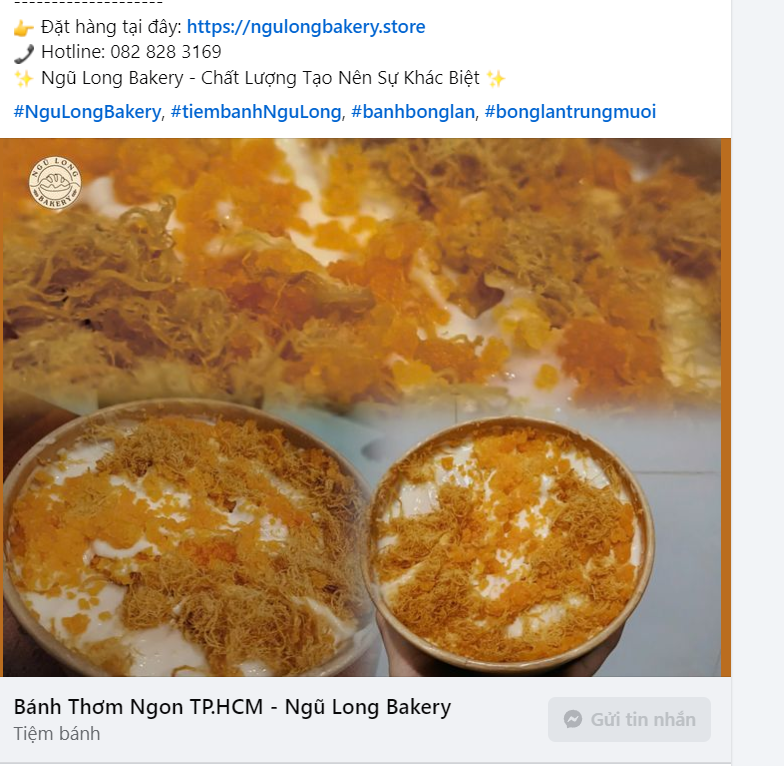 --------------------
👉 Đặt hàng tại đây: https://ngulongbakery.store
📞 Hotline: 082 828 3169
✨ Ngũ Long Bakery - Chất Lượng Tạo Nên Sự Khác Biệt ✨
#NguLongBakery, #tiembanhNguLong, #banhbonglan, #bonglantrungmuoi
NGŨ LONG
BAKERY
Bánh Thơm Ngon TP.HCM - Ngũ Long Bakery
Tiệm bánh
Gửi tin nhắn